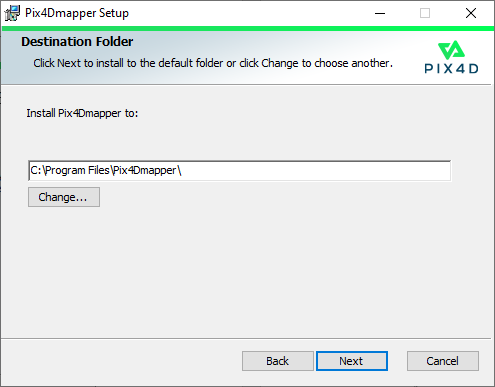 Pix4Dmapper Setup
Destination Folder
Click Next to install to the default folder or click Change to choose another.
PIX4D
Install Pix4Dmapper to:
C:\Program Files\Pix4Dmapper\
Change...
Back
Next
Cancel